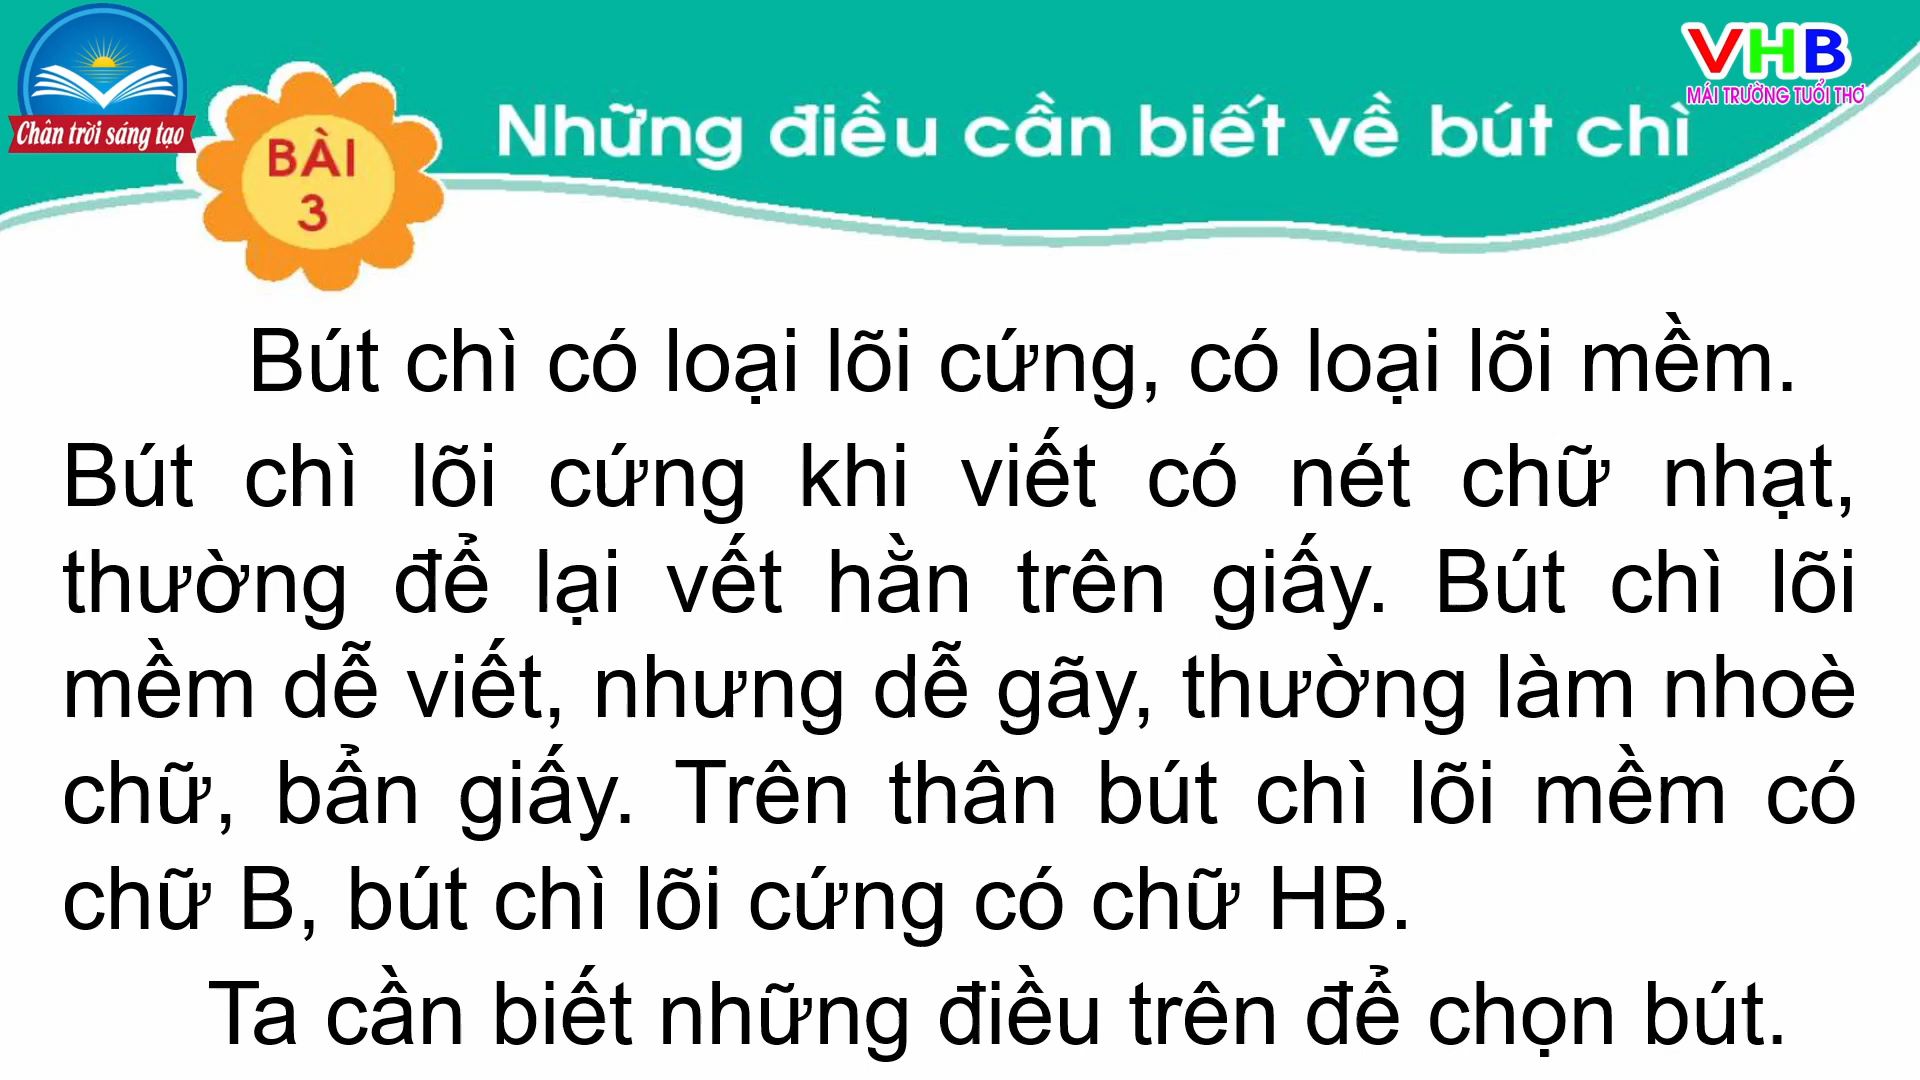 Chân trời sáng tạo
VHB
MÁI TRƯỜNG TUỔI THƠ
BÀI
3
Những điều cần biết về bút chì
Bút chì có loại lõi cứng, có loại lõi mềm.
Bút chì lõi cứng khi viết có nét chữ nhạt,
thường để lại vết hằn trên giấy. Bút chì lõi
mềm dễ viết, nhưng dễ gãy, thường làm nhoè
chữ, bẩn giấy. Trên thân bút chì lõi mềm có
chữ B, bút chì lõi cứng có chữ HB.
Ta cần biết những điều trên để chọn bút.